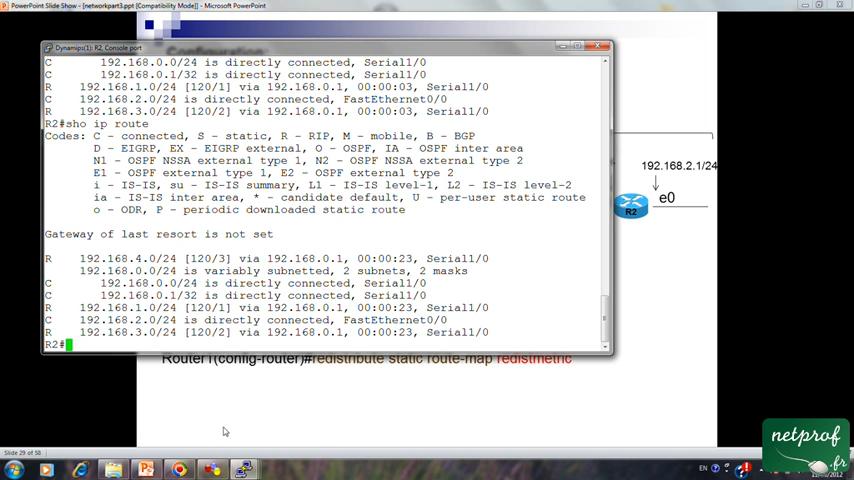 PowerPoint Slide Show - [networkpart3.ppt [Compatibility Mode]] - Microsoft PowerPoint
Configuration:
Dynamips(1): R2, Console port
C 192.168.0.0/24 is directly connected, Serial1/0
C 192.168.0.1/32 is directly connected, Serial1/0
R 192.168.1.0/24 [120/1] via 192.168.0.1, 00:00:03, Serial1/0
C 192.168.2.0/24 is directly connected, FastEthernet0/0
R 192.168.3.0/24 [120/2] via 192.168.0.1, 00:00:03, Serial1/0
R2#sho ip route
Codes: C - connected, S - static, R - RIP, M - mobile, B - BGP
D - EIGRP, EX - EIGRP external, O - OSPF, IA - OSPF inter area
N1 - OSPF NSSA external type 1, N2 - OSPF NSSA external type 2
E1 - OSPF external type 1, E2 - OSPF external type 2
i - IS-IS, su - IS-IS summary, L1 - IS-IS level-1, L2 - IS-IS level-2
ia - IS-IS inter area, * - candidate default, U - per-user static route
o - ODR, P - periodic downloaded static route
Gateway of last resort is not set
R 192.168.4.0/24 [120/3] via 192.168.0.1, 00:00:23, Serial1/0
192.168.0.0/24 is variably subnetted, 2 subnets, 2 masks
C 192.168.0.0/24 is directly connected, Serial1/0
C 192.168.0.1/32 is directly connected, Serial1/0
R 192.168.1.0/24 [120/1] via 192.168.0.1, 00:00:23, Serial1/0
C 192.168.2.0/24 is directly connected, FastEthernet0/0
R 192.168.3.0/24 [120/2] via 192.168.0.1, 00:00:23, Serial1/0
R2#
192.168.2.1/24
e0
R2
Router1(config-router)#redistribute static route-map redistmetric
netprof
.fr
Slide 29 of 58
EN